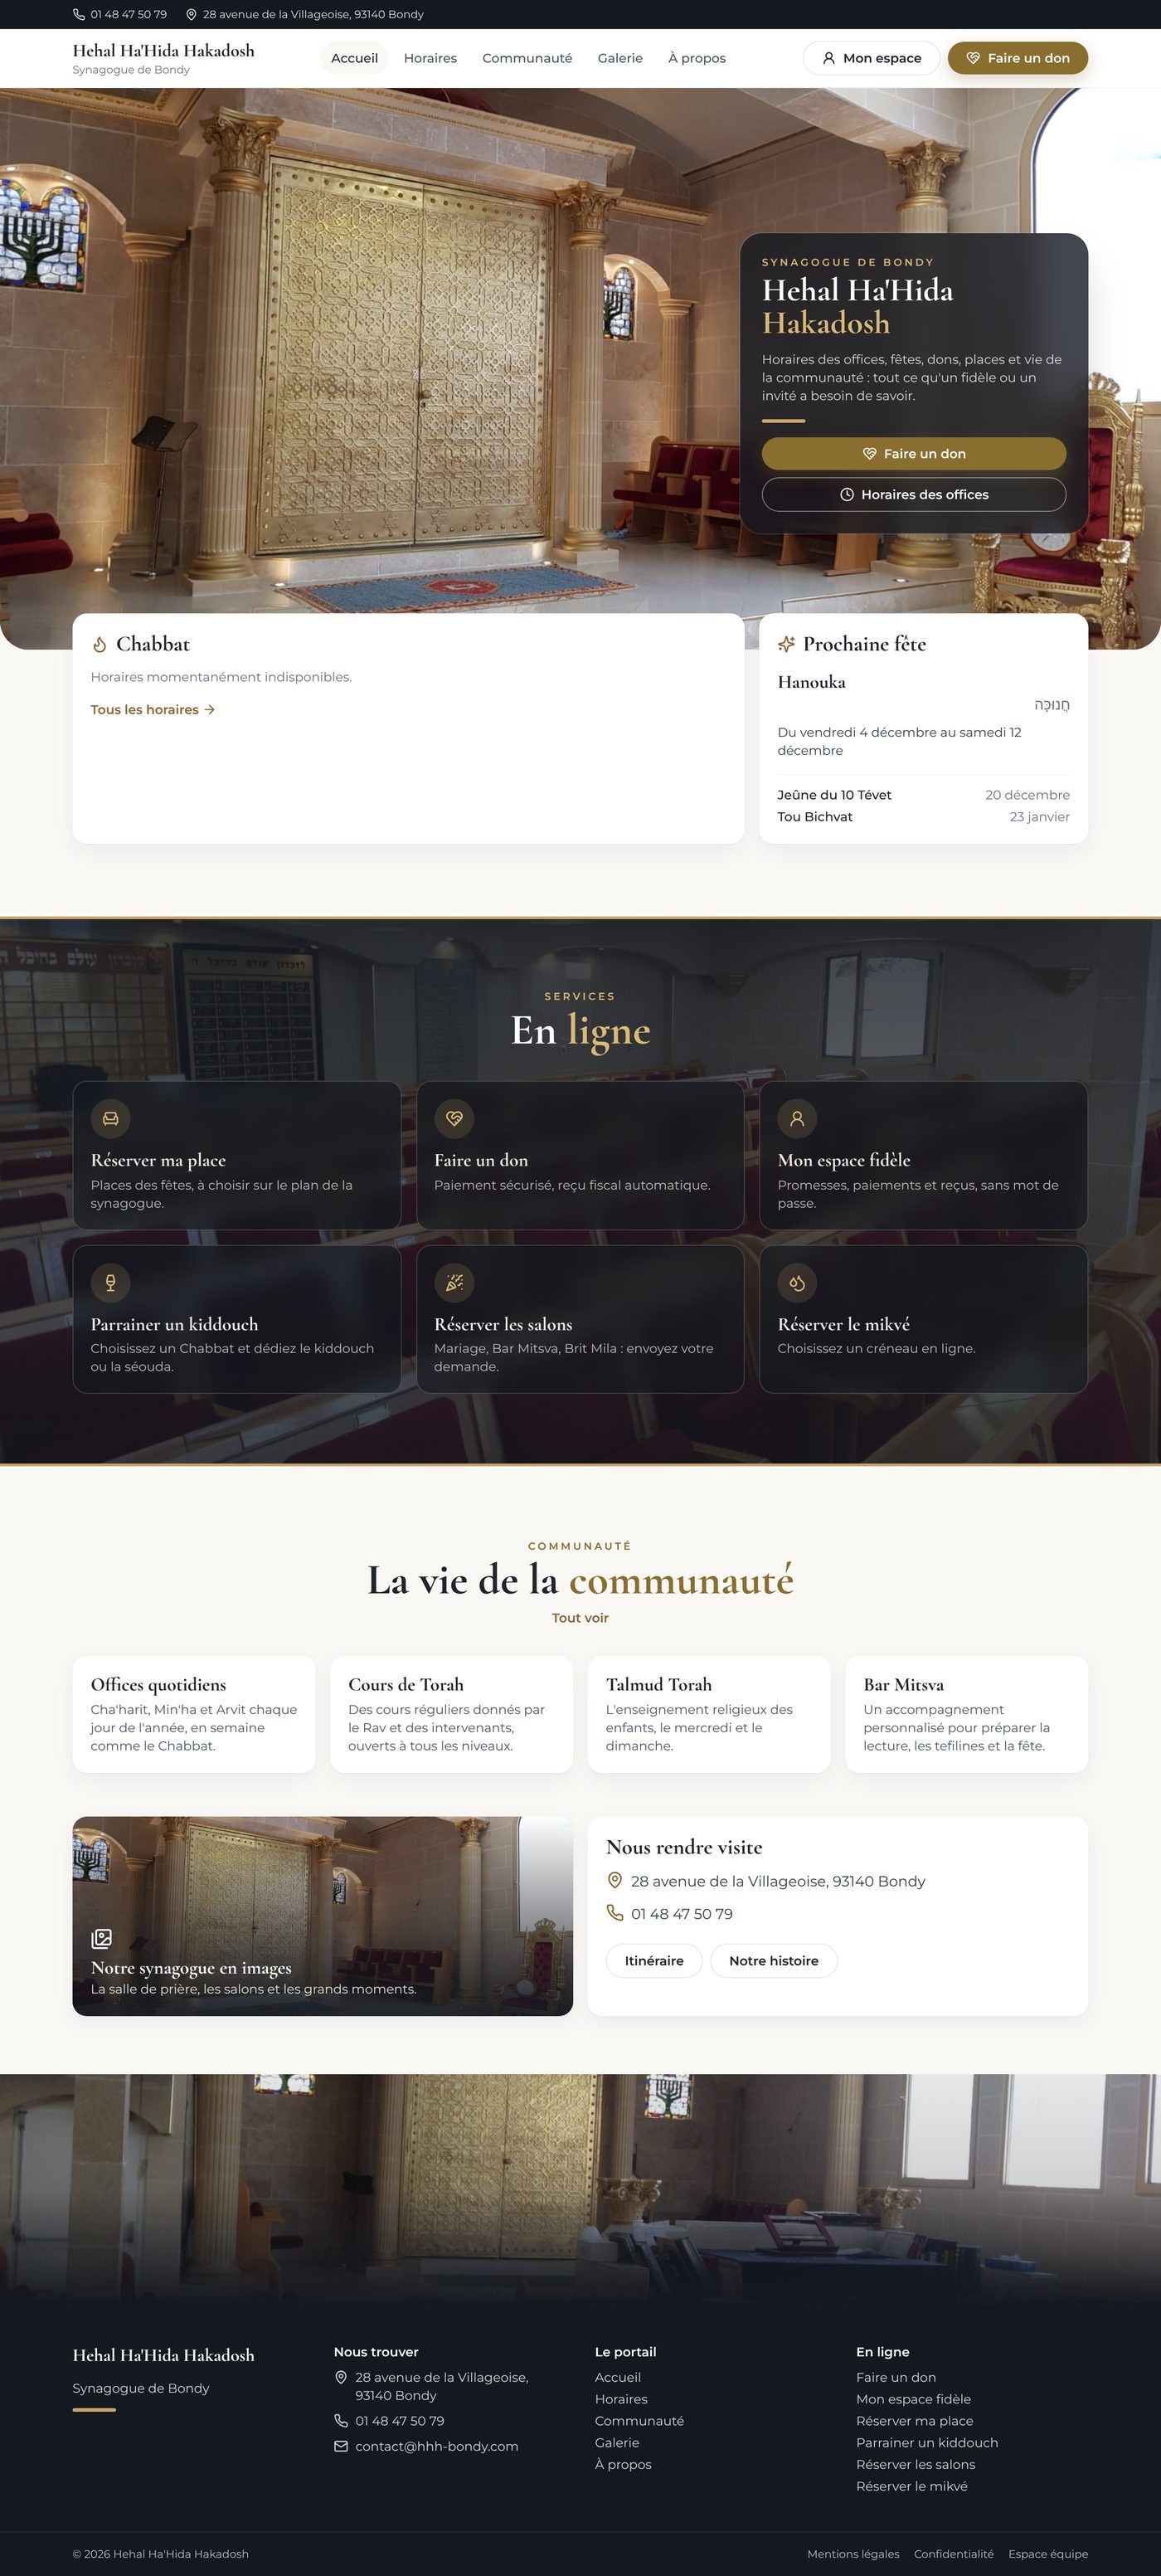 01 48 47 50 79
28 avenue de la Villageoise, 93140 Bondy
Hehal Ha'Hida Hakadosh
Synagogue de Bondy
Accueil
Horaires
Communauté
Galerie
À propos
Mon espace
Faire un don
SYNAGOGUE DE BONDY
Hehal Ha'Hida
Hakadosh
Horaires des offices, fêtes, dons, places et vie de
la communauté : tout ce qu'un fidèle ou un
invité a besoin de savoir.
Faire un don
Horaires des offices
Chabbat
Horaires momentanément indisponibles.
Tous les horaires
Prochaine fête
Hanouka
חֲנוּכָּה
Du vendredi 4 décembre au samedi 12
décembre
Jeûne du 10 Tévet
20 décembre
Tou Bichvat
23 janvier
SERVICES
En ligne
Réserver ma place
Places des fêtes, à choisir sur le plan de la
synagogue.
Faire un don
Paiement sécurisé, reçu fiscal automatique.
Mon espace fidèle
Promesses, paiements et reçus, sans mot de
passe.
Parrainer un kiddouch
Choisissez un Chabbat et dédiez le kiddouch
ou la séouda.
Réserver les salons
Mariage, Bar Mitsva, Brit Mila : envoyez votre
demande.
Réserver le mikvé
Choisissez un créneau en ligne.
COMMUNAUTÉ
La vie de la communauté
Tout voir
Offices quotidiens
Cha'harit, Min'ha et Arvit chaque
jour de l'année, en semaine
comme le Chabbat.
Cours de Torah
Des cours réguliers donnés par
le Rav et des intervenants,
ouverts à tous les niveaux.
Talmud Torah
L'enseignement religieux des
enfants, le mercredi et le
dimanche.
Bar Mitsva
Un accompagnement
personnalisé pour préparer la
lecture, les tefilines et la fête.
Notre synagogue en images
La salle de prière, les salons et les grands moments.
Nous rendre visite
28 avenue de la Villageoise, 93140 Bondy
01 48 47 50 79
Itinéraire
Notre histoire
Hehal Ha'Hida Hakadosh
Synagogue de Bondy
Nous trouver
28 avenue de la Villageoise,
93140 Bondy
01 48 47 50 79
contact@hhh-bondy.com
Le portail
Accueil
Horaires
Communauté
Galerie
À propos
En ligne
Faire un don
Mon espace fidèle
Réserver ma place
Parrainer un kiddouch
Réserver les salons
Réserver le mikvé
© 2026 Hehal Ha'Hida Hakadosh
Mentions légales
Confidentialité
Espace équipe